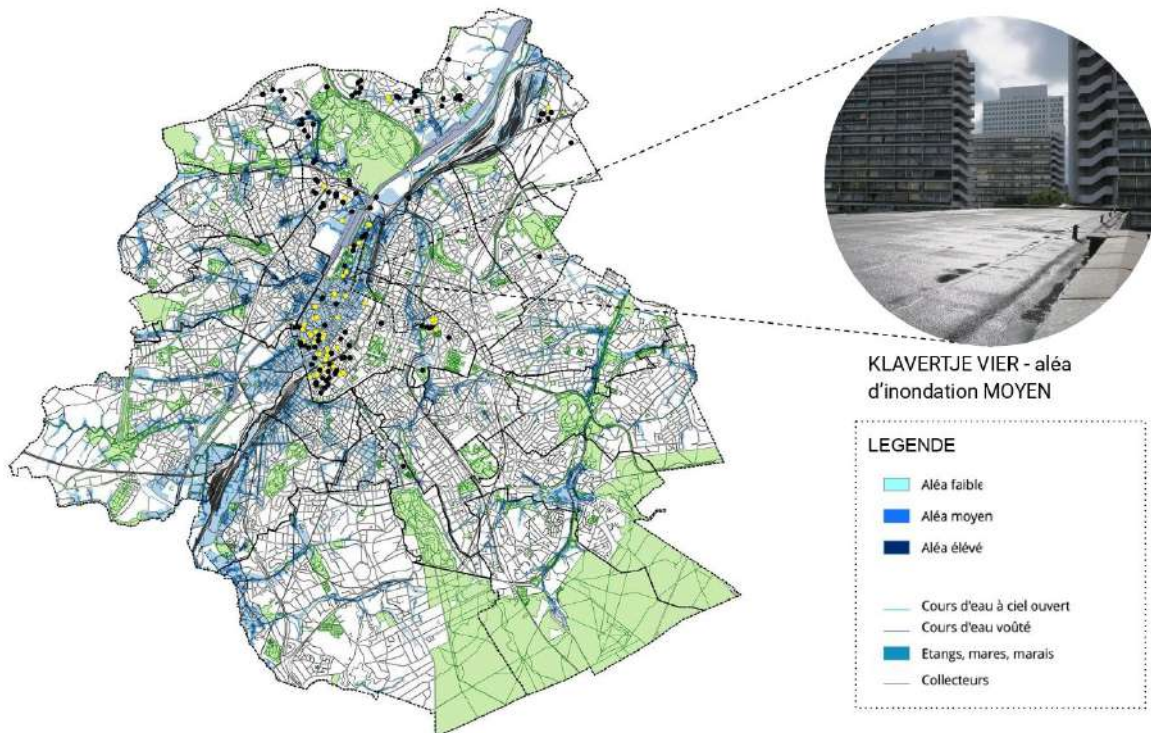 KLAVERTJE VIER - aléa
d'inondation MOYEN
LEGENDE
Aléa faible
Aléa moyen
Aléa élévé
Cours d'eau à ciel ouvert
Cours d'eau voûté
Etangs, mares, marais
Collecteurs